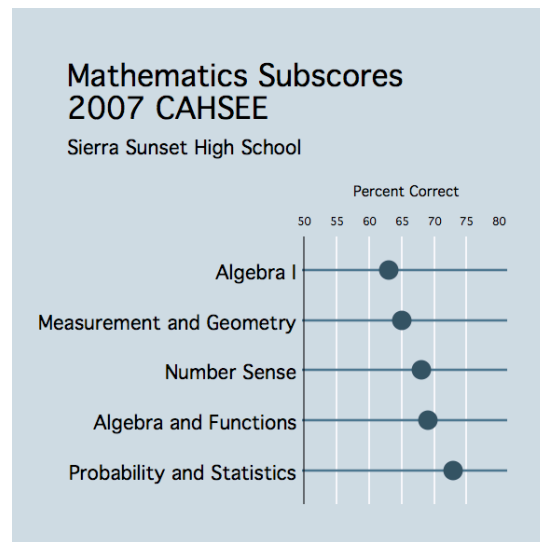 Mathematics Subscores
2007 CAHSEE
Sierra Sunset High School
Percent Correct
50 55 60 65 70 75 80
Algebra I
Measurement and Geometry
Number Sense
Algebra and Functions
Probability and Statistics